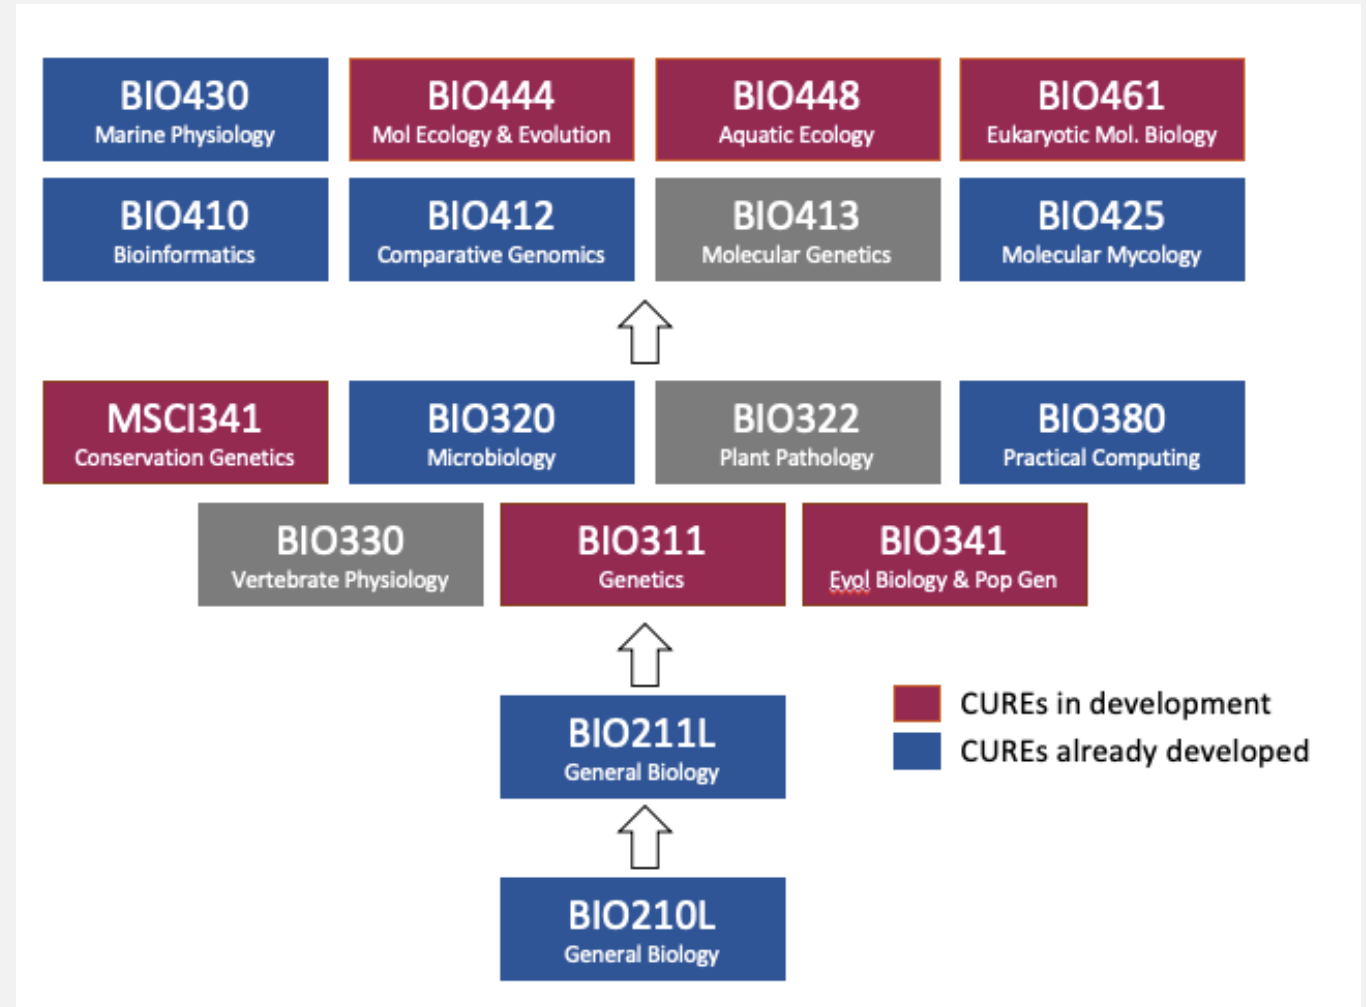 BIO430
Marine Physiology
BIO444
Mol Ecology & Evolution
BIO448
Aquatic Ecology
BIO461
Eukaryotic Mol. Biology
BIO410
Bioinformatics
BIO412
Comparative Genomics
BIO413
Molecular Genetics
BIO425
Molecular Mycology
MSCI341
Conservation Genetics
BIO320
Microbiology
BIO322
Plant Pathology
BIO380
Practical Computing
BIO330
Vertebrate Physiology
BIO311
Genetics
BIO341
Evol Biology & Pop Gen
BIO211L
General Biology
CUREs in development
CUREs already developed
BIO210L
General Biology